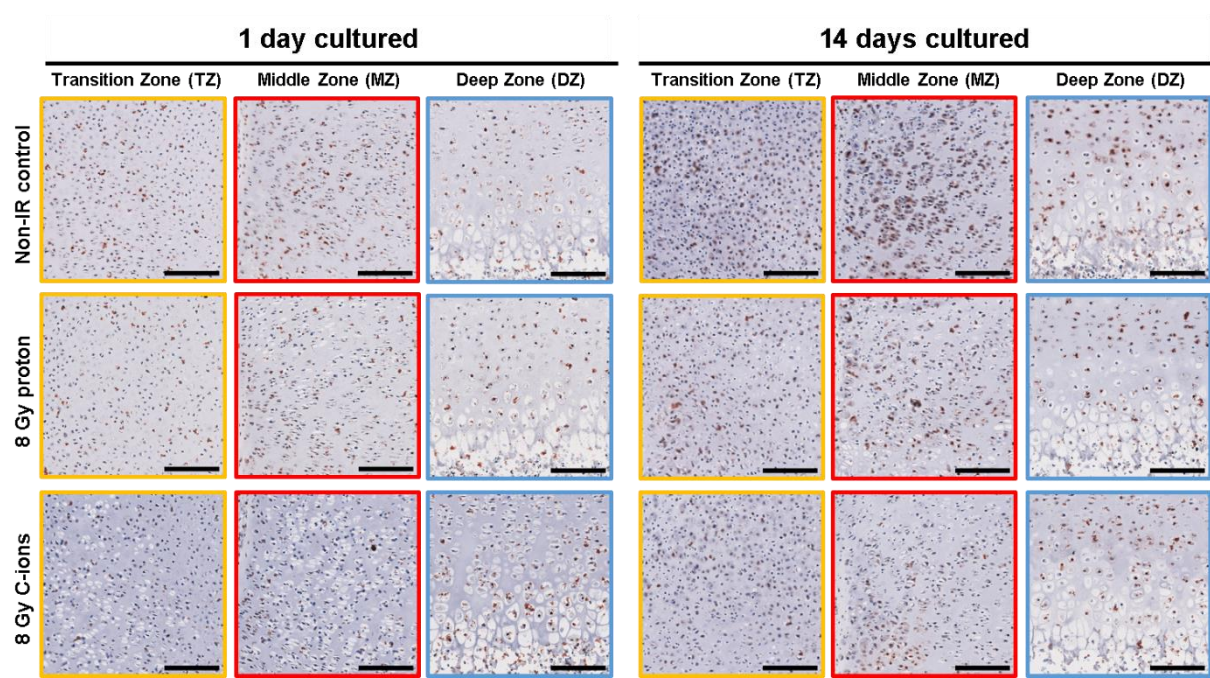 1 day cultured
14 days cultured
Transition Zone (TZ)
Middle Zone (MZ)
Deep Zone (DZ)
Transition Zone (TZ)
Middle Zone (MZ)
Deep Zone (DZ)
Non-IR control
8 Gy proton
8 Gy C-ions